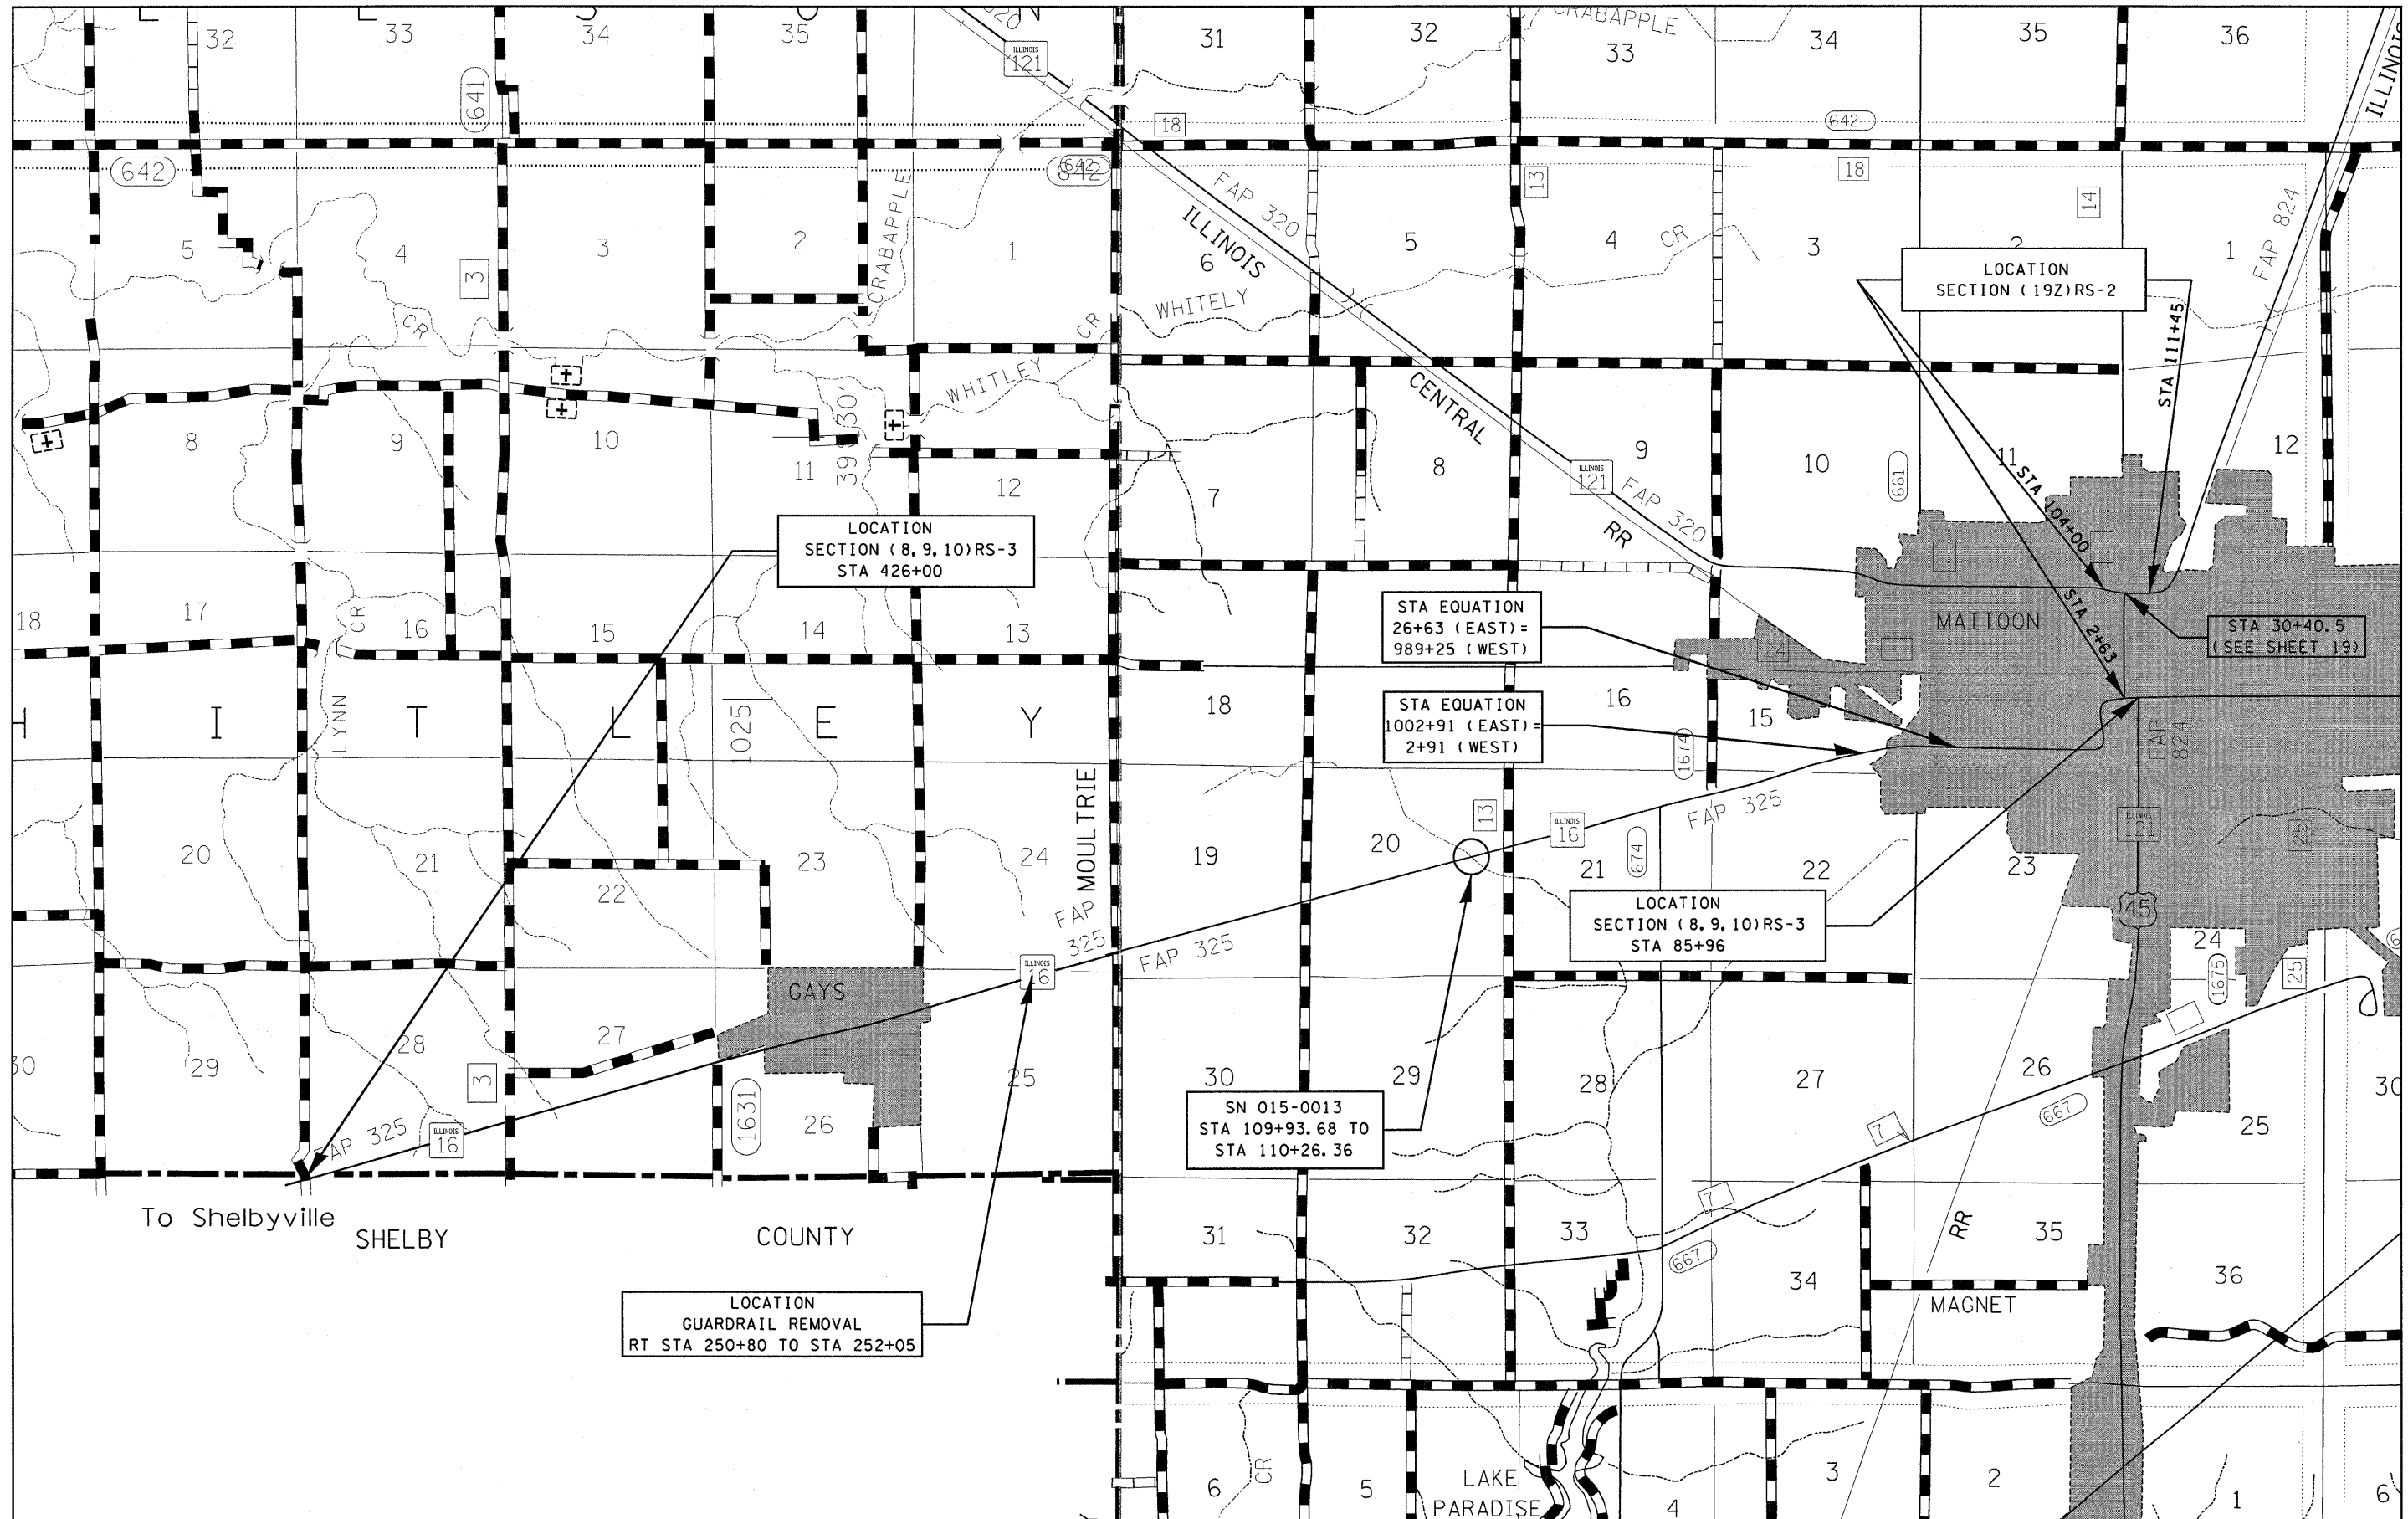 32
33
34
35
320
ILLINOIS
121
31
32
CRABAPPLE
33
34
35
36
ILLINOIS
641
18
642
642
642
642
13
18
14
FAP 320
ILLINOIS
FAP 824
5
4
3
2
CRABAPPLE
1
6
5
4
CR
3
2
1
3
CR
WHITELY
CR
WHITLEY
LOCATION
SECTION (19Z)RS-2
STA 111+45
CENTRAL
8
9
10
11
39°30'
12
7
8
9
10
11
12
ILLINOIS
121
FAP 320
RR
661
STA 104+00
LOCATION
SECTION (8,9,10)RS-3
STA 426+00
18
17
CR
16
15
14
13
STA EQUATION
26+63 (EAST)=
989+25 (WEST)
MATTOON
STA 2+63
STA 30+40.5
(SEE SHEET 19)
24
H I T L E Y
LYNN
1025
18
16
15
STA EQUATION
1002+91 (EAST)=
2+91 (WEST)
1674
FAP
824
MOULTRIE
20
21
22
23
24
19
20
13
ILLINOIS
16
FAP 325
21
674
22
23
ILLINOIS
121
25
FAP
325
FAP 325
LOCATION
SECTION (8,9,10)RS-3
STA 85+96
45
24
1675
25
ILLINOIS
16
GAYS
30
29
28
27
3
1631
26
25
30
29
28
27
26
30
25
667
7
FAP 325
ILLINOIS
16
SN 015-0013
STA 109+93.68 TO
STA 110+26.36
To Shelbyville
SHELBY
COUNTY
31
32
33
7
667
34
RR
35
36
MAGNET
LOCATION
GUARDRAIL REMOVAL
RT STA 250+80 TO STA 252+05
6
CR
5
LAKE
PARADISE
4
3
2
1
6